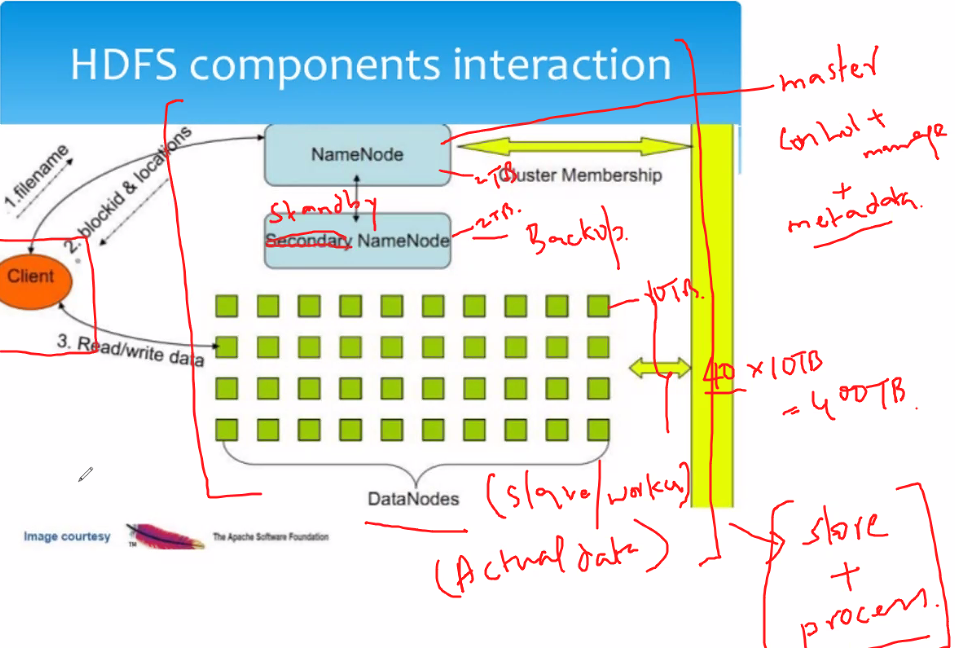 HDFS components interaction
master
control +
manage
+
metadata.
1.filename
2. blockid & locations
NameNode
2TB
Cluster Membership
Standby
Secondary NameNode
2TB.
Backup.
Client
10TB.
3. Read/write data
40 × 10TB
= 400TB.
DataNodes
(slave/worker)
(Actual data)
store
+
process.
Image courtesy
TM
The Apache Software Foundation